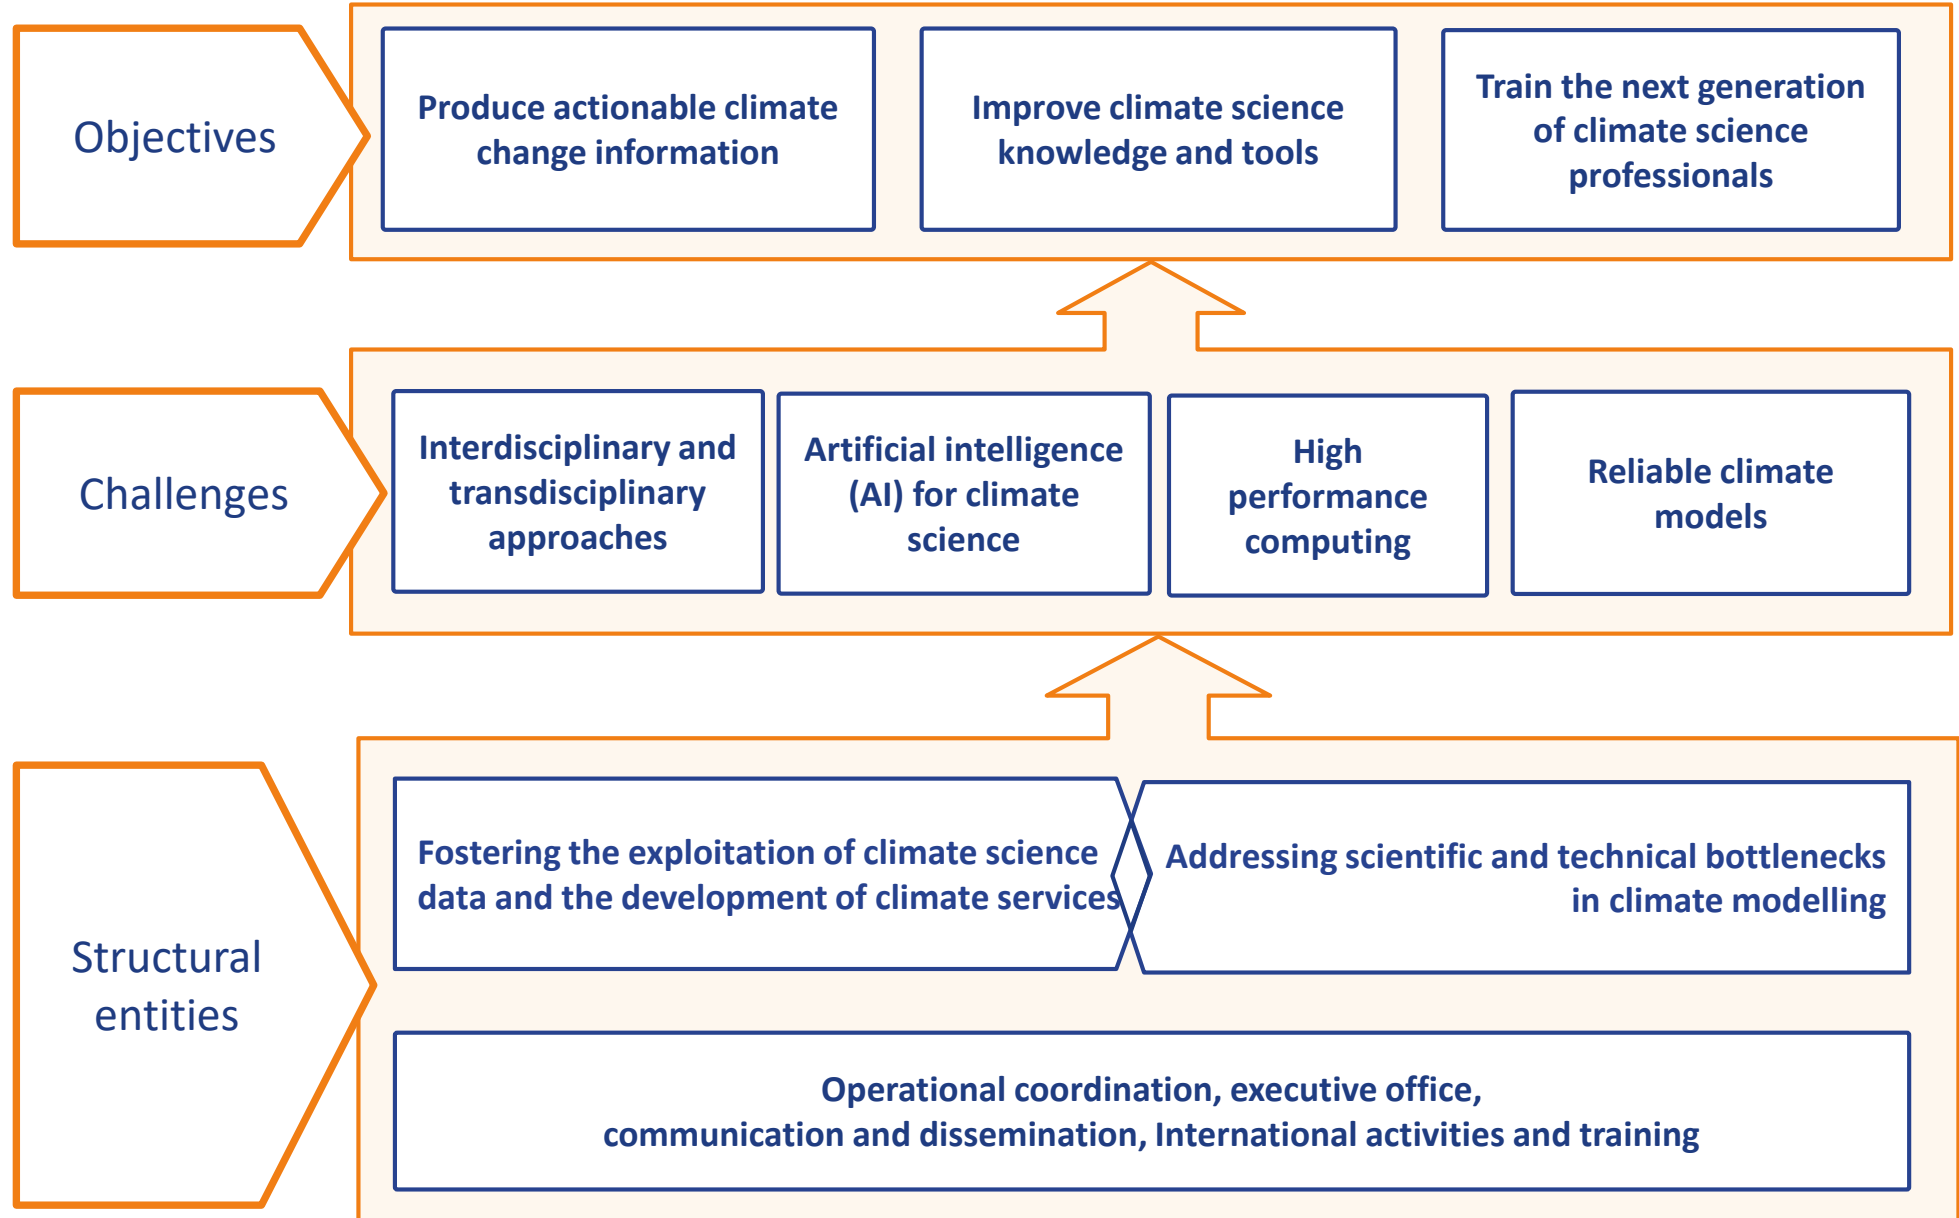 Objectives
Produce actionable climate
change information
Improve climate science
knowledge and tools
Train the next generation
of climate science
professionals
Challenges
Interdisciplinary and
transdisciplinary
approaches
Artificial intelligence
(AI) for climate
science
High
performance
computing
Reliable climate
models
Structural
entities
Fostering the exploitation of climate science
data and the development of climate services
Addressing scientific and technical bottlenecks
in climate modelling
Operational coordination, executive office,
communication and dissemination, International activities and training